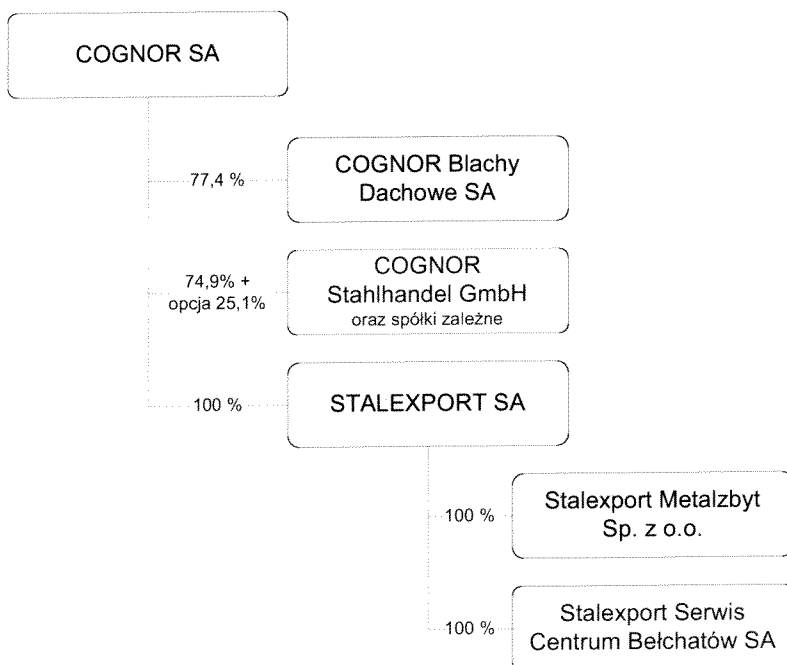 COGNOR SA
77,4 %
COGNOR Blachy
Dachowe SA
74,9% +
opcja 25,1%
COGNOR
Stahlhandel GmbH
oraz spółki zależne
100 %
STALEXPORT SA
100 %
Stalexport Metalzbyt
Sp. z o.o.
100 %
Stalexport Serwis
Centrum Bełchatów SA